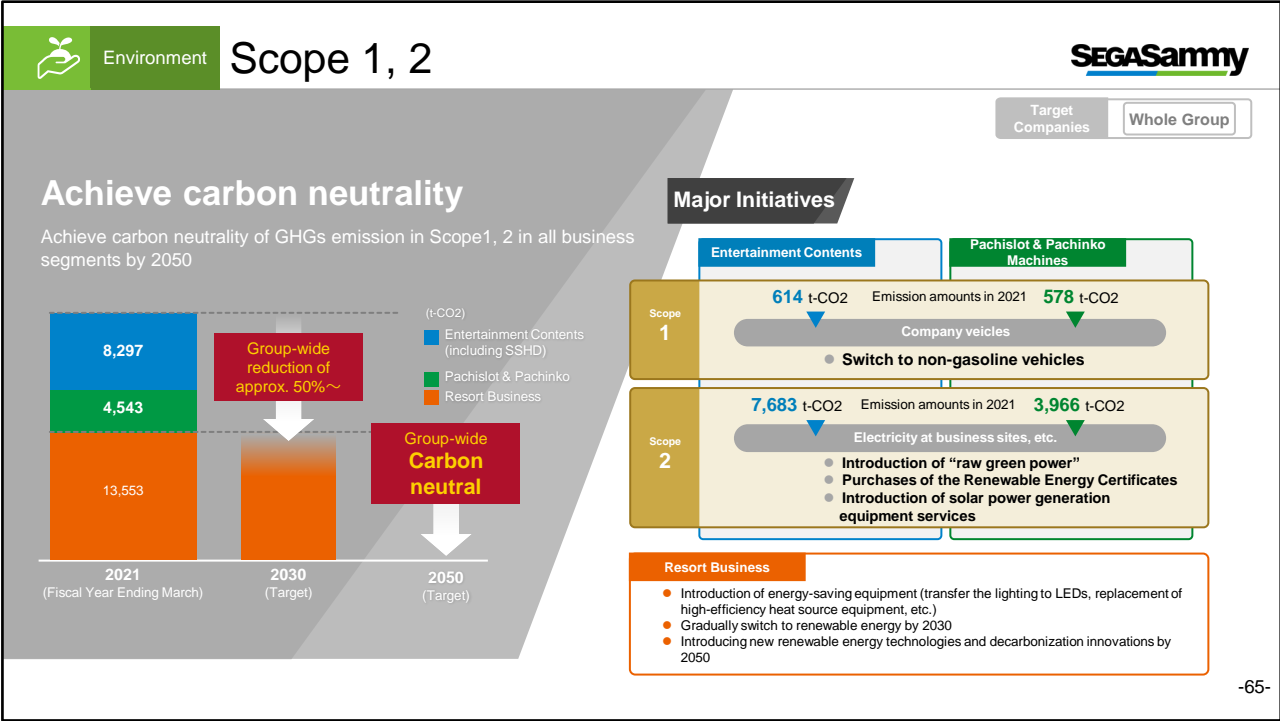 Environment
Scope 1, 2
SEGASammy
Target
Companies
Whole Group
Achieve carbon neutrality
Achieve carbon neutrality of GHGs emission in Scope1, 2 in all business
segments by 2050
(t-CO2)
Entertainment Contents
(including SSHD)
Pachislot & Pachinko
Resort Business
8,297
4,543
13,553
Group-wide
reduction of
approx. 50%～
Group-wide
Carbon
neutral
2021
(Fiscal Year Ending March)
2030
(Target)
2050
(Target)
Major Initiatives
Entertainment Contents
Pachislot & Pachinko
Machines
Scope
1
614 t-CO2 Emission amounts in 2021 578 t-CO2
Company veicles
● Switch to non-gasoline vehicles
Scope
2
7,683 t-CO2 Emission amounts in 2021 3,966 t-CO2
Electricity at business sites, etc.
● Introduction of “raw green power”
● Purchases of the Renewable Energy Certificates
● Introduction of solar power generation
equipment services
Resort Business
● Introduction of energy-saving equipment (transfer the lighting to LEDs, replacement of
high-efficiency heat source equipment, etc.)
● Gradually switch to renewable energy by 2030
● Introducing new renewable energy technologies and decarbonization innovations by
2050
-65-